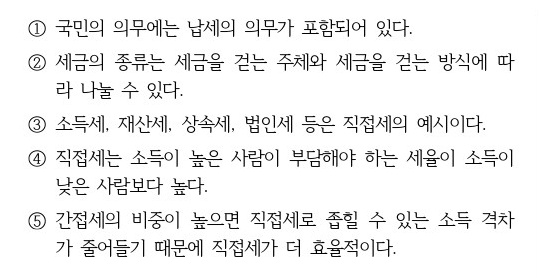 ① 국민의 의무에는 납세의 의무가 포함되어 있다.
② 세금의 종류는 세금을 걷는 주체와 세금을 걷는 방식에 따
라 나눌 수 있다.
③ 소득세, 재산세, 상속세, 법인세 등은 직접세의 예시이다.
④ 직접세는 소득이 높은 사람이 부담해야 하는 세율이 소득이
낮은 사람보다 높다.
⑤ 간접세의 비중이 높으면 직접세로 좁힐 수 있는 소득 격차
가 줄어들기 때문에 직접세가 더 효율적이다.